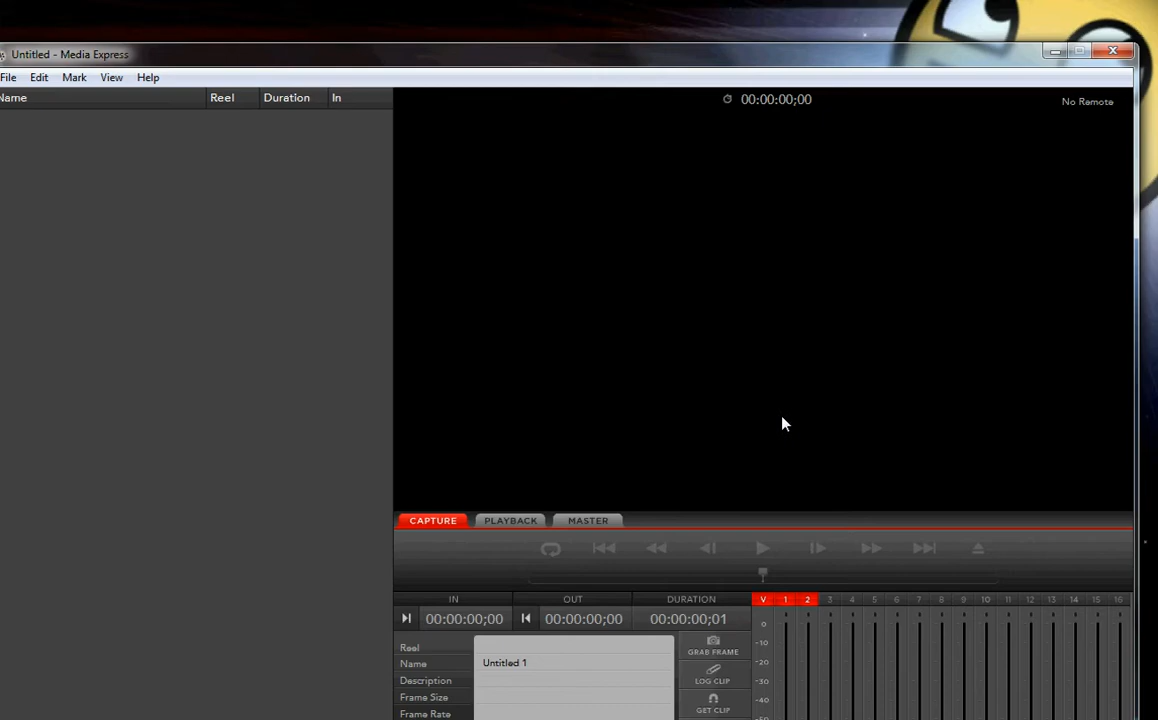 Untitled - Media Express
File Edit Mark View Help
Name Reel Duration In
00:00:00;00
No Remote
CAPTURE PLAYBACK MASTER
IN OUT DURATION V 1 2 3 4 5 6 7 8 9 10 11 12 13 14 15 16
00:00:00;00 00:00:00;00 00:00:00;01
0
-10
-20
-30
-40
Reel
Name Untitled 1
Description
Frame Size
Frame Rate
GRAB FRAME
LOG CLIP
GET CLIP